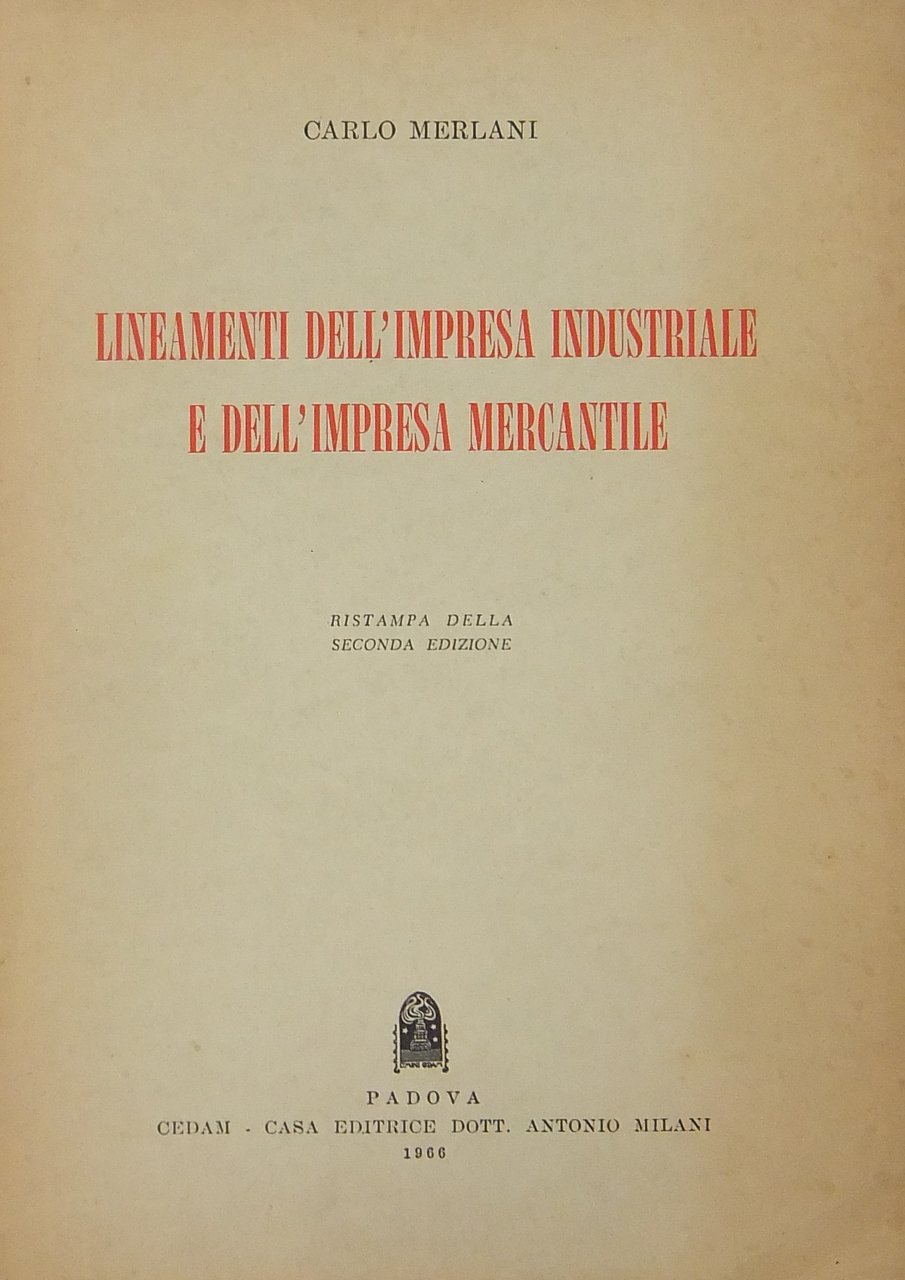 CARLO MERLANI
LINEAMENTI DELL'IMPRESA INDUSTRIALE
E DELL'IMPRESA MERCANTILE
RISTAMPA DELLA
SECONDA EDIZIONE
PADOVA
CEDAM - CASA EDITRICE DOTT. ANTONIO MILANI
1966